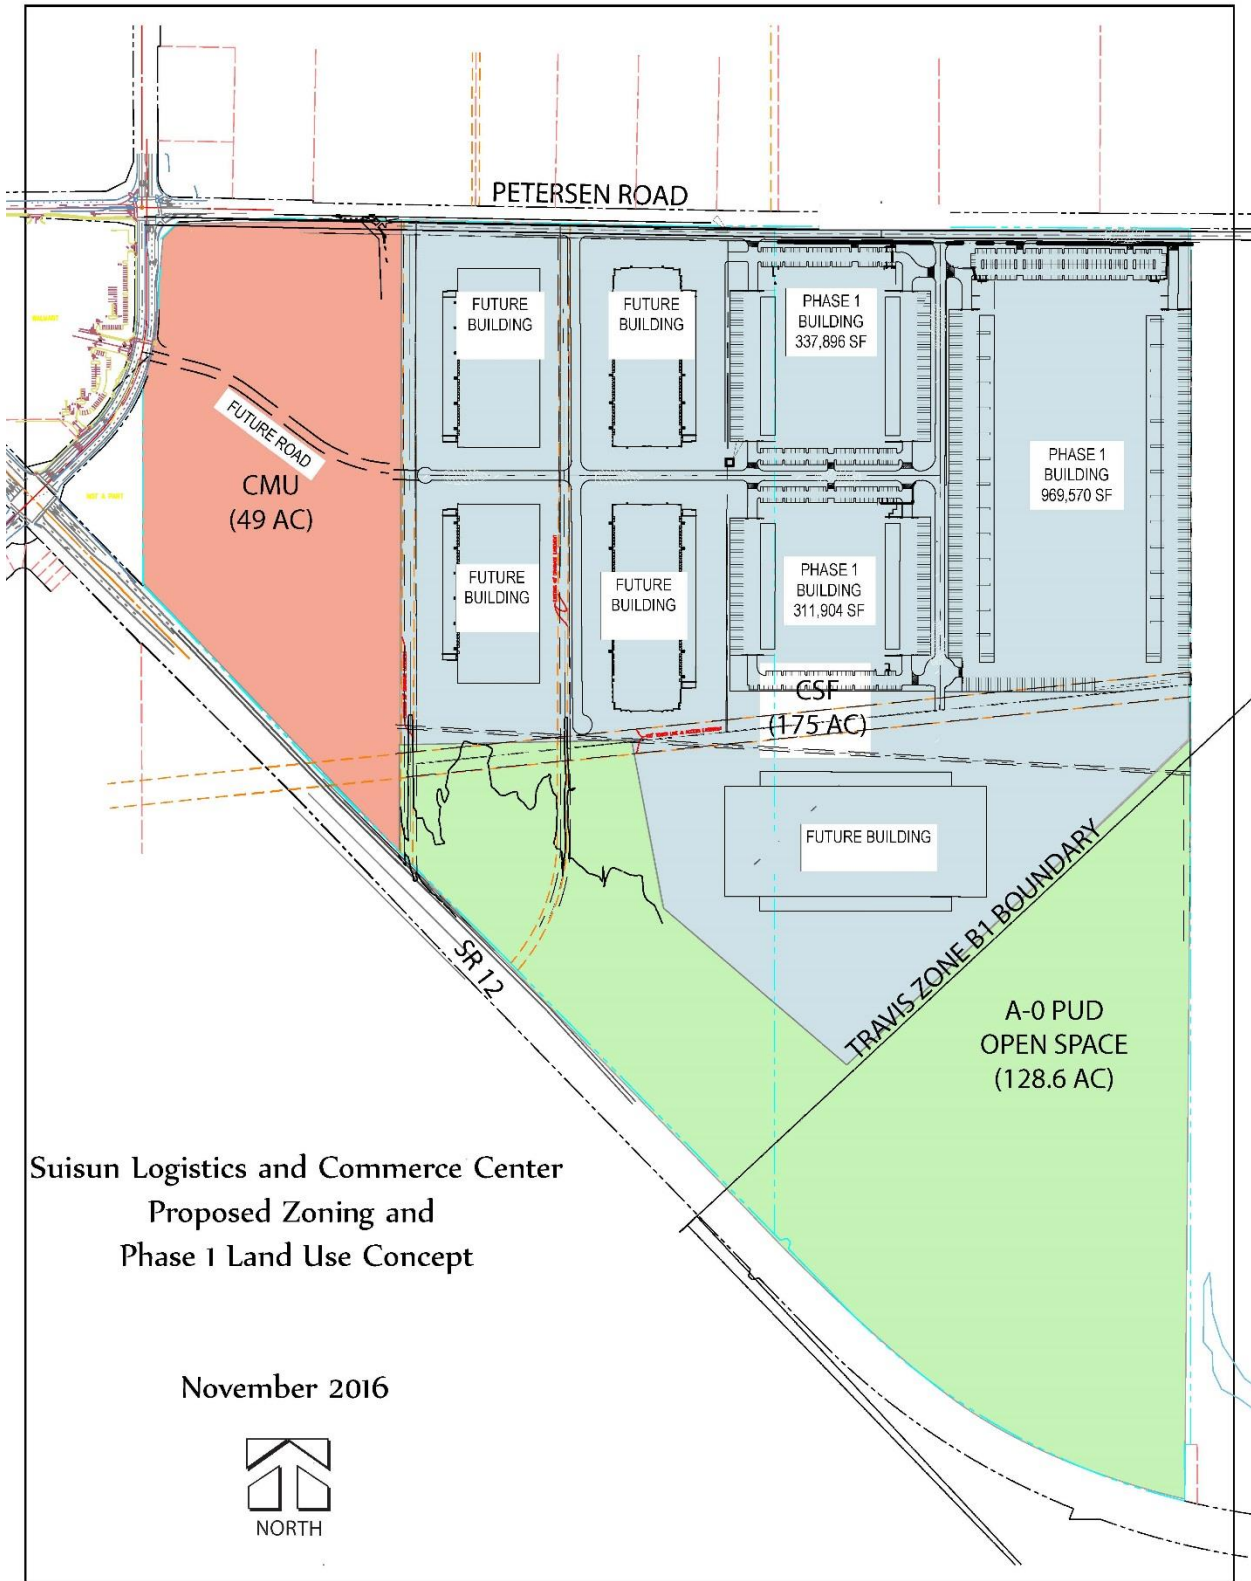 PETERSEN ROAD
FUTURE
BUILDING
FUTURE
BUILDING
PHASE 1
BUILDING
337,896 SF
FUTURE ROAD
CMU
(49 AC)
PHASE 1
BUILDING
969,570 SF
FUTURE
BUILDING
FUTURE
BUILDING
PHASE 1
BUILDING
311,904 SF
CSF
(175 AC)
FUTURE BUILDING
TRAVIS ZONE B1 BOUNDARY
SR 12
A-0 PUD
OPEN SPACE
(128.6 AC)
Suisun Logistics and Commerce Center
Proposed Zoning and
Phase 1 Land Use Concept
November 2016
NORTH